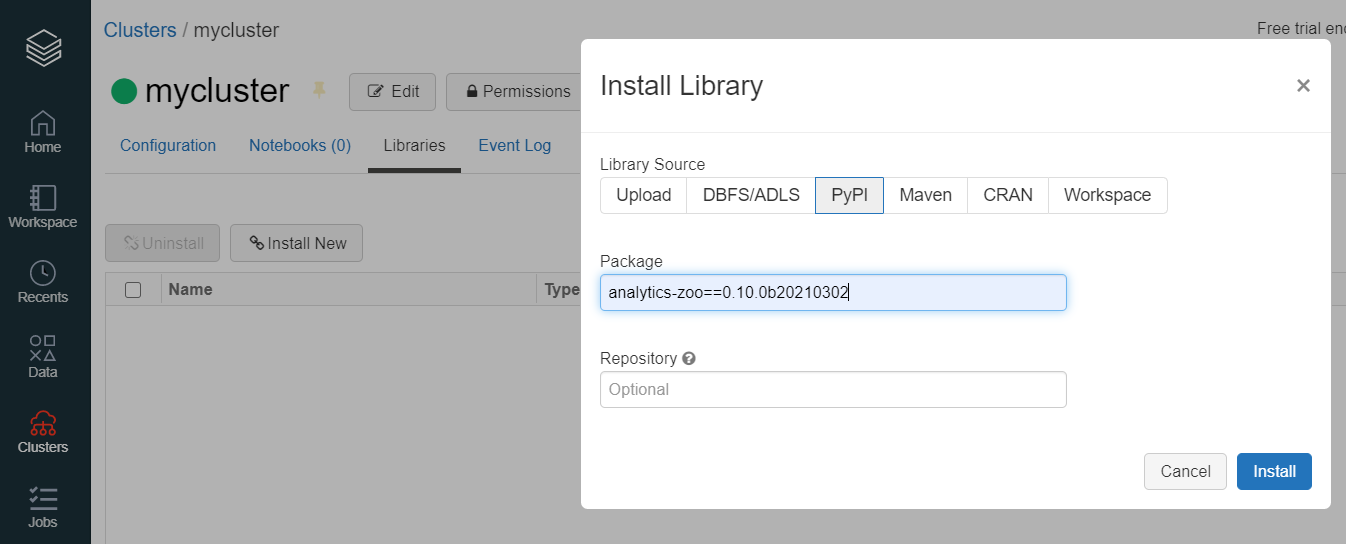 Clusters / mycluster
Free trial en
mycluster
Edit
Permissions
Configuration
Notebooks (0)
Libraries
Event Log
Uninstall
Install New
Name
Type
Home
Workspace
Recents
Data
Clusters
Jobs
Install Library
×
Library Source
Upload
DBFS/ADLS
PyPI
Maven
CRAN
Workspace
Package
analytics-zoo==0.10.0b20210302
Repository
Optional
Cancel
Install